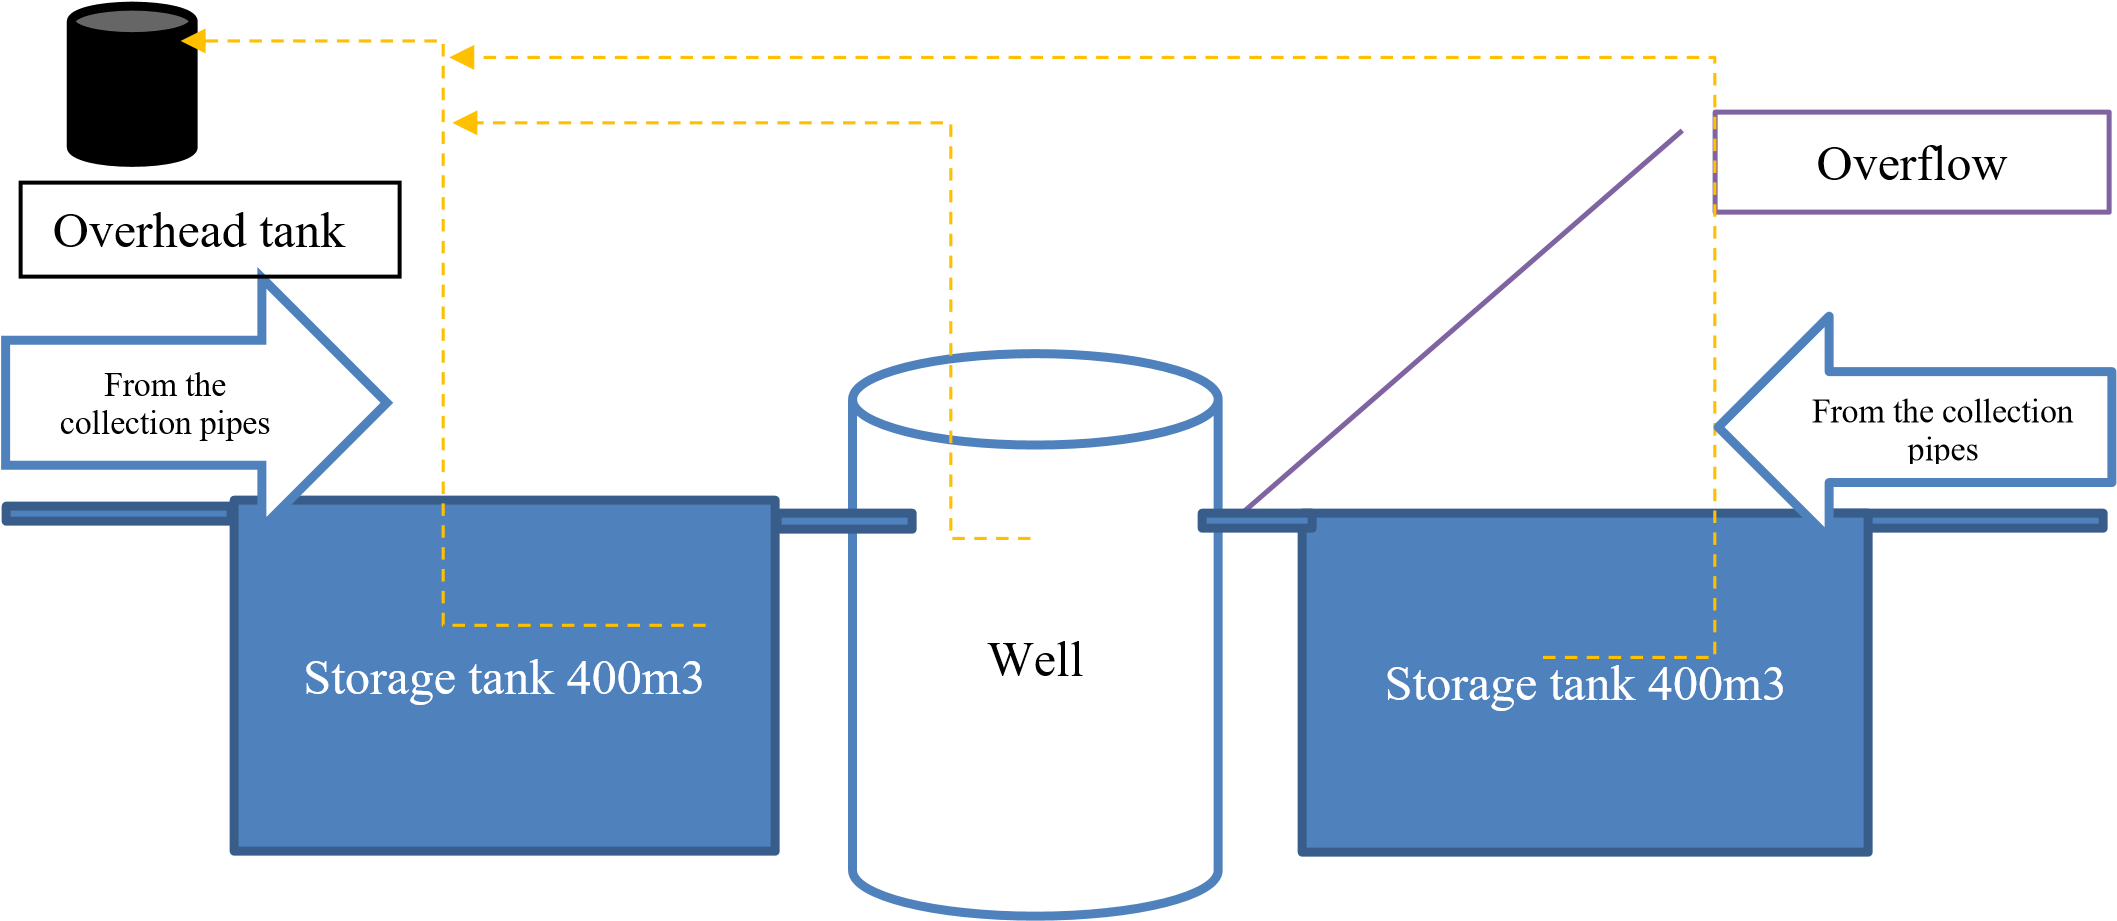 Overflow
Overhead tank
From the
collection pipes
From the collection
pipes
Well
Storage tank 400m3
Storage tank 400m3